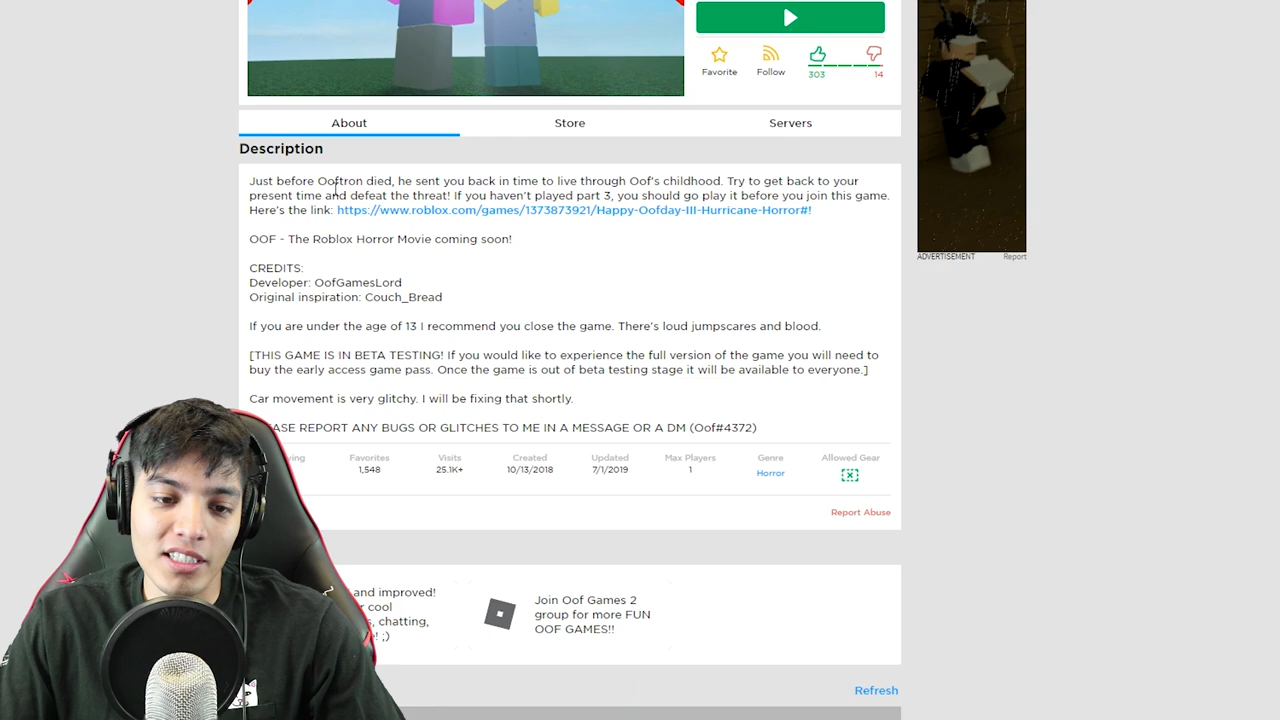 Favorite
Follow
303
14
About
Store
Servers
Description
Just before Ooftron died, he sent you back in time to live through Oof's childhood. Try to get back to your
present time and defeat the threat! If you haven't played part 3, you should go play it before you join this game.
Here's the link: https://www.roblox.com/games/1373873921/Happy-Oofday-III-Hurricane-Horror#!
OOF - The Roblox Horror Movie coming soon!
CREDITS:
Developer: OofGamesLord
Original inspiration: Couch_Bread
If you are under the age of 13 I recommend you close the game. There's loud jumpscares and blood.
[THIS GAME IS IN BETA TESTING! If you would like to experience the full version of the game you will need to
buy the early access game pass. Once the game is out of beta testing stage it will be available to everyone.]
Car movement is very glitchy. I will be fixing that shortly.
REPORT ANY BUGS OR GLITCHES TO ME IN A MESSAGE OR A DM (Oof#4372)
Favorites
Visits
Created
Updated
Max Players
Genre
Allowed Gear
1,548
25.1K+
10/13/2018
7/1/2019
1
Horror
Report Abuse
and improved!
cool
chatting,
;)
Join Oof Games 2
group for more FUN
OOF GAMES!!
Refresh
ADVERTISEMENT
Report